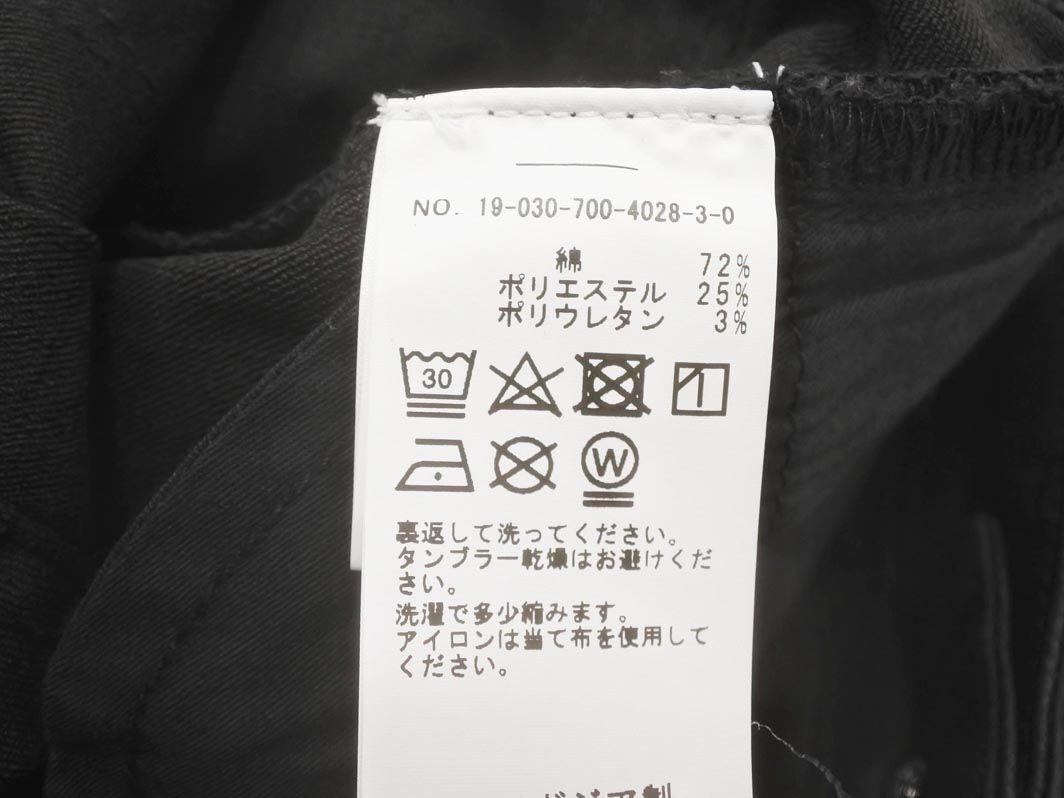 NO. 19-030-700-4028-3-0
綿 72%
ポリエステル 25%
ポリウレタン 3%
30
W
裏返して洗ってください。
タンブラー乾燥はお避けくだ
さい。
洗濯で多少縮みます。
アイロンは当て布を使用して
ください。